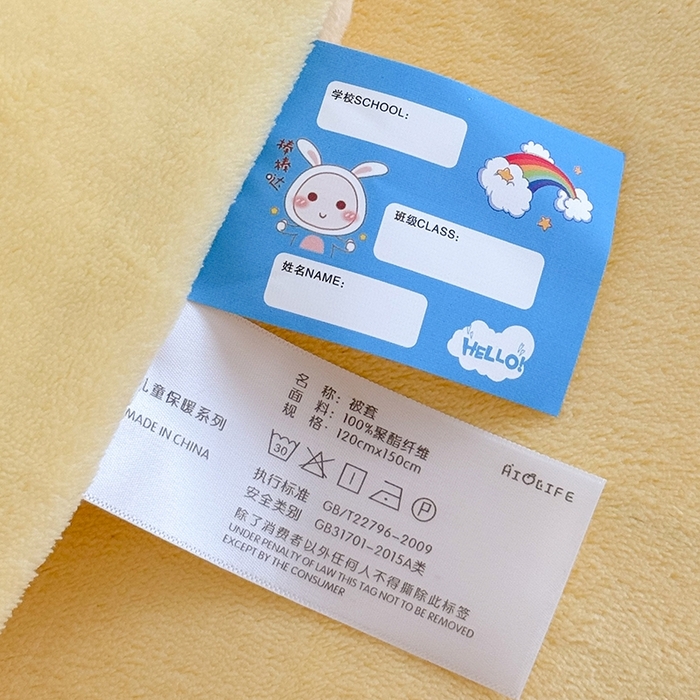 学校SCHOOL:
棒棒哒
班级CLASS:
姓名NAME:
HELLO!
儿童保暖系列
MADE IN CHINA
名 称: 被套
面 料: 100%聚酯纤维
规 格: 120cmx150cm
30
P
AIOLIFE
执行标准 GB/T22796-2009
安全类别 GB31701-2015A类
除了消费者以外任何人不得撕除此标签
UNDER PENALTY OF LAW THIS TAG NOT TO BE REMOVED
EXCEPT BY THE CONSUMER